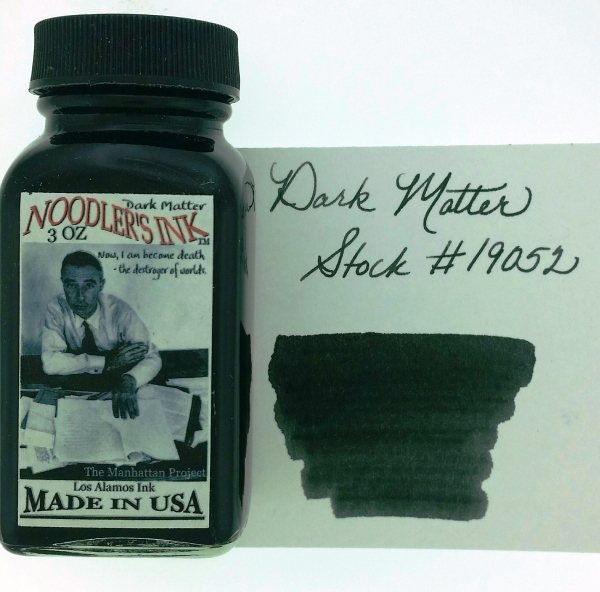 Dark Matter
NOODLER'S INK TM
3 OZ
Now, I am become death
- the destroyer of worlds
The Manhattan Project
Los Alamos Ink
MADE IN USA
Dark Matter
Stock #19052